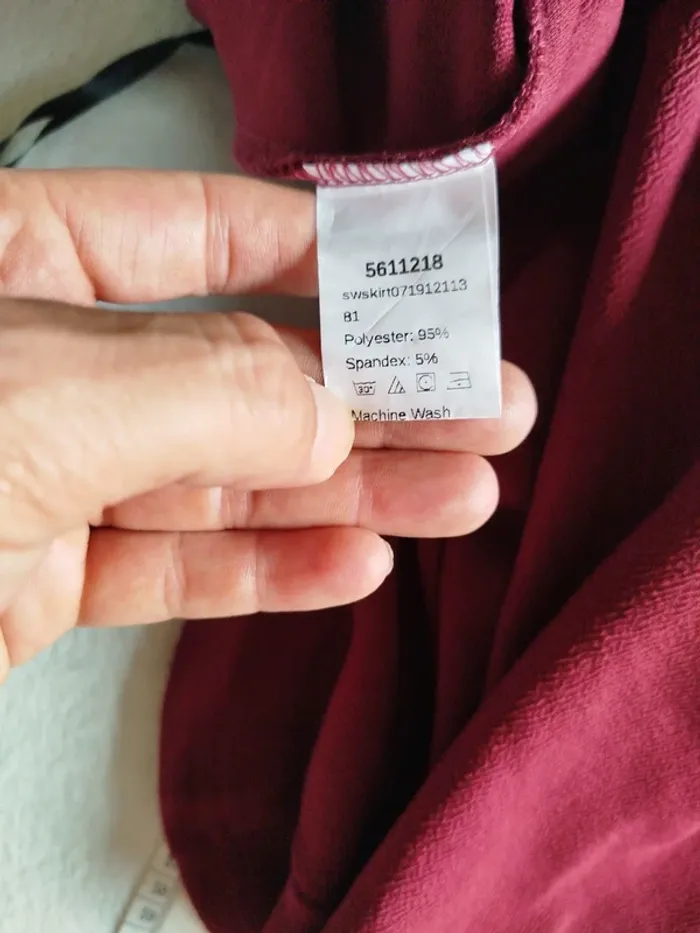 5611218
swskirt071912113
81
Polyester: 95%
Spandex: 5%
30°
Machine Wash